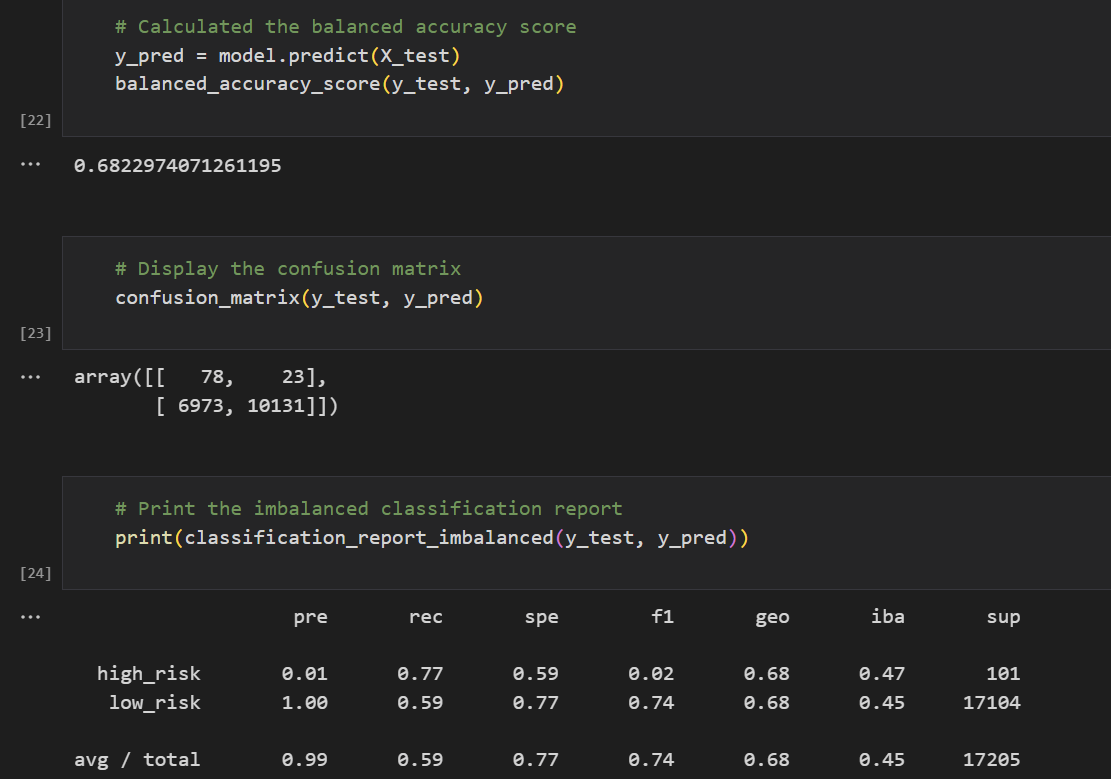 # Calculated the balanced accuracy score
y_pred = model.predict(X_test)
balanced_accuracy_score(y_test, y_pred)
[22]
... 0.6822974071261195
# Display the confusion matrix
confusion_matrix(y_test, y_pred)
[23]
... array([[   78,    23],
       [ 6973, 10131]])
# Print the imbalanced classification report
print(classification_report_imbalanced(y_test, y_pred))
[24]
... pre rec spe f1 geo iba sup
high_risk 0.01 0.77 0.59 0.02 0.68 0.47 101
low_risk 1.00 0.59 0.77 0.74 0.68 0.45 17104
avg / total 0.99 0.59 0.77 0.74 0.68 0.45 17205